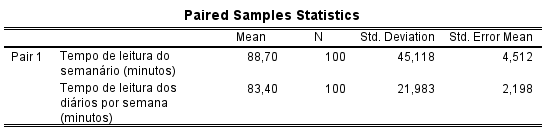 Paired Samples Statistics
Mean N Std. Deviation Std. Error Mean
Pair 1 Tempo de leitura do semanário (minutos) 88,70 100 45,118 4,512
Tempo de leitura dos diários por semana (minutos) 83,40 100 21,983 2,198